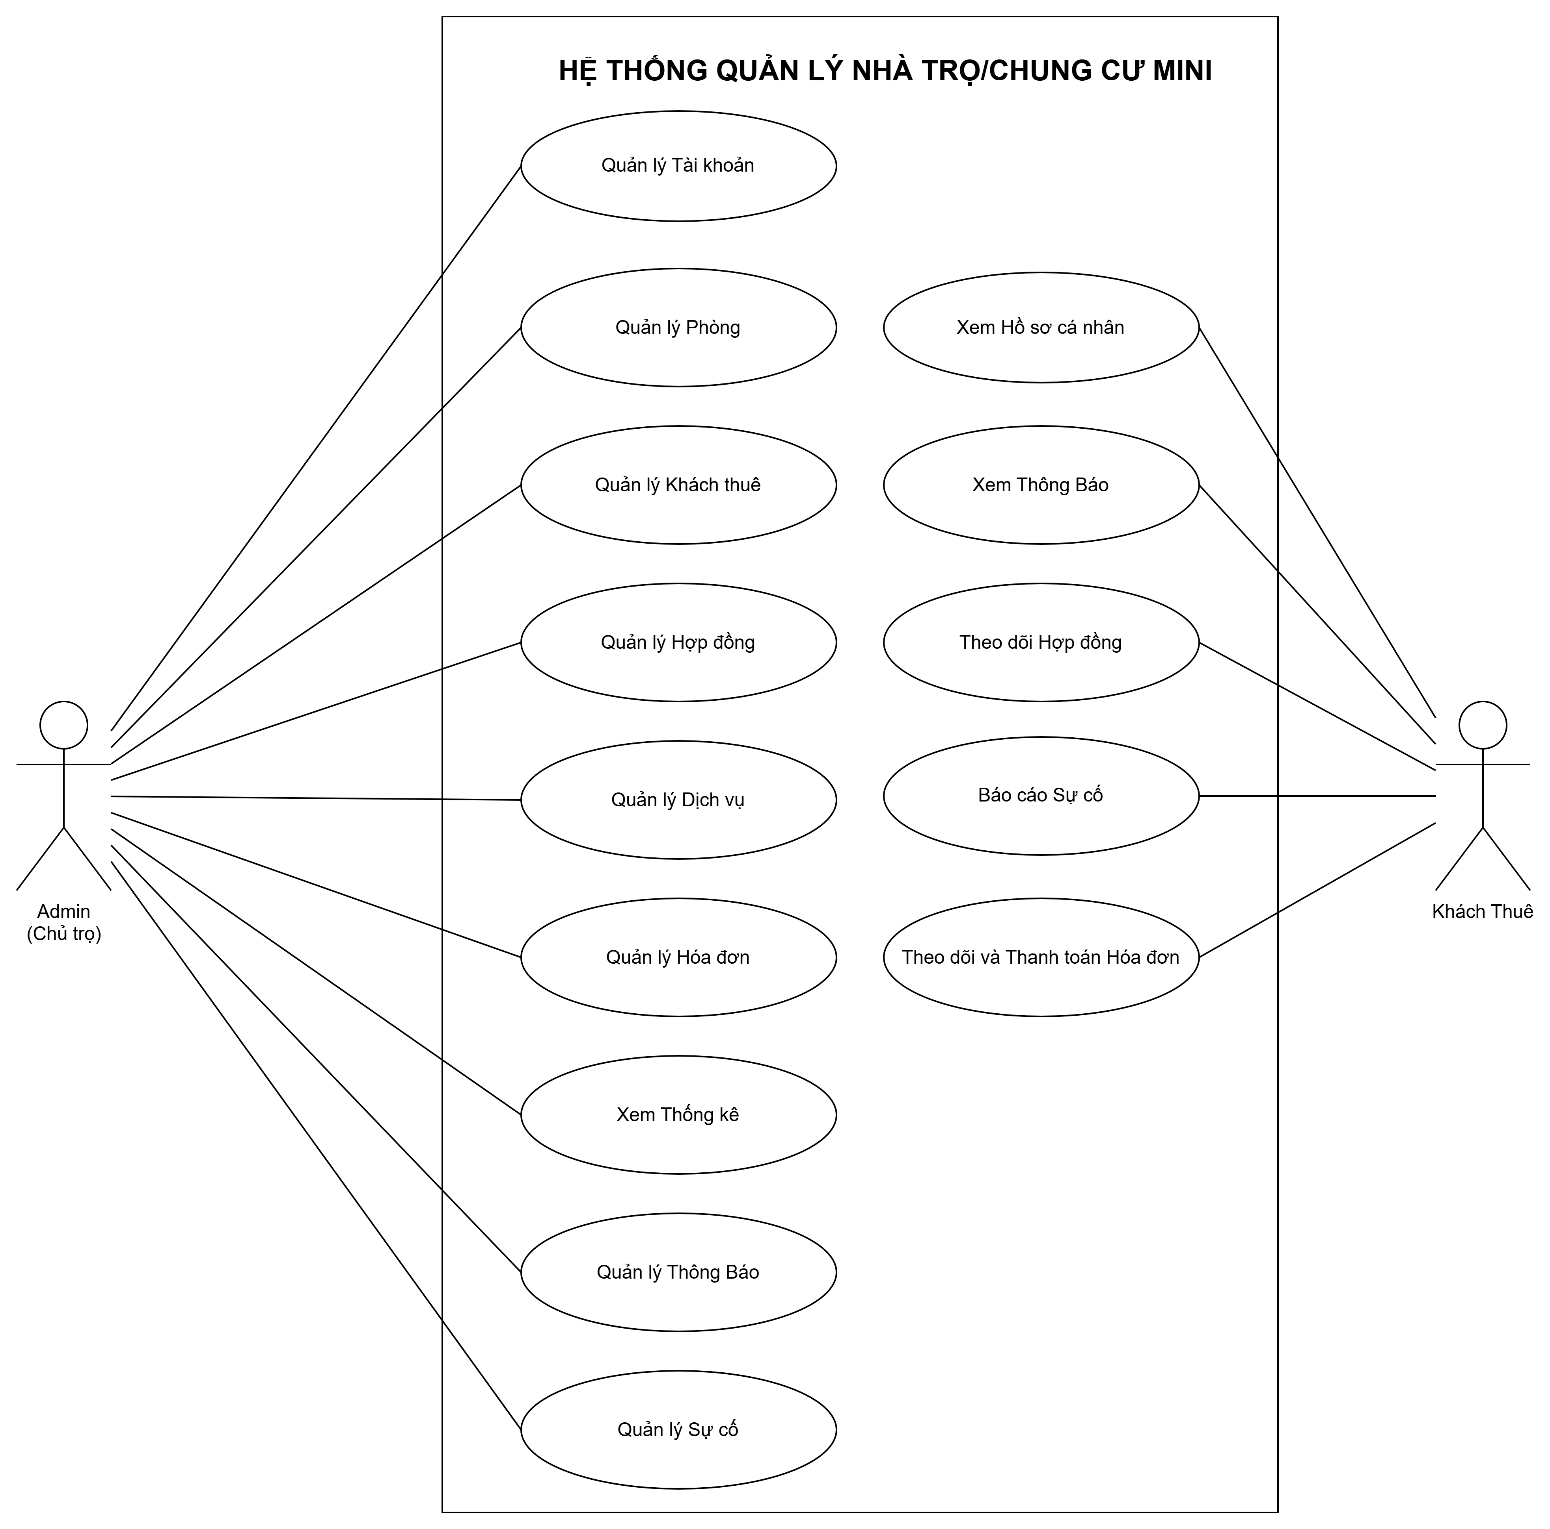 HỆ THỐNG QUẢN LÝ NHÀ TRỌ/CHUNG CƯ MINI
Quản lý Tài khoản
Quản lý Phòng
Xem Hồ sơ cá nhân
Quản lý Khách thuê
Xem Thông Báo
Quản lý Hợp đồng
Theo dõi Hợp đồng
Quản lý Dịch vụ
Báo cáo Sự cố
Admin
(Chủ trọ)
Khách Thuê
Quản lý Hóa đơn
Theo dõi và Thanh toán Hóa đơn
Xem Thống kê
Quản lý Thông Báo
Quản lý Sự cố